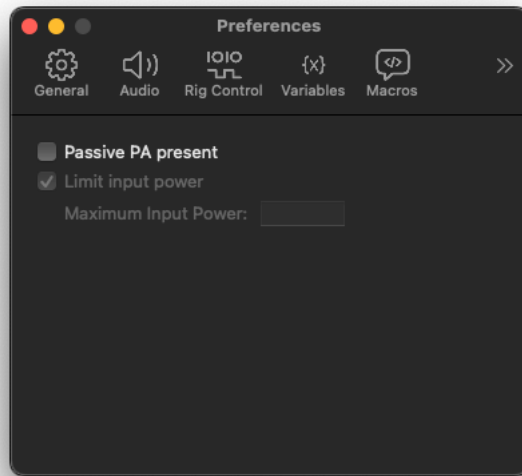 Preferences
General Audio Rig Control Variables Macros
Passive PA present
Limit input power
Maximum Input Power: